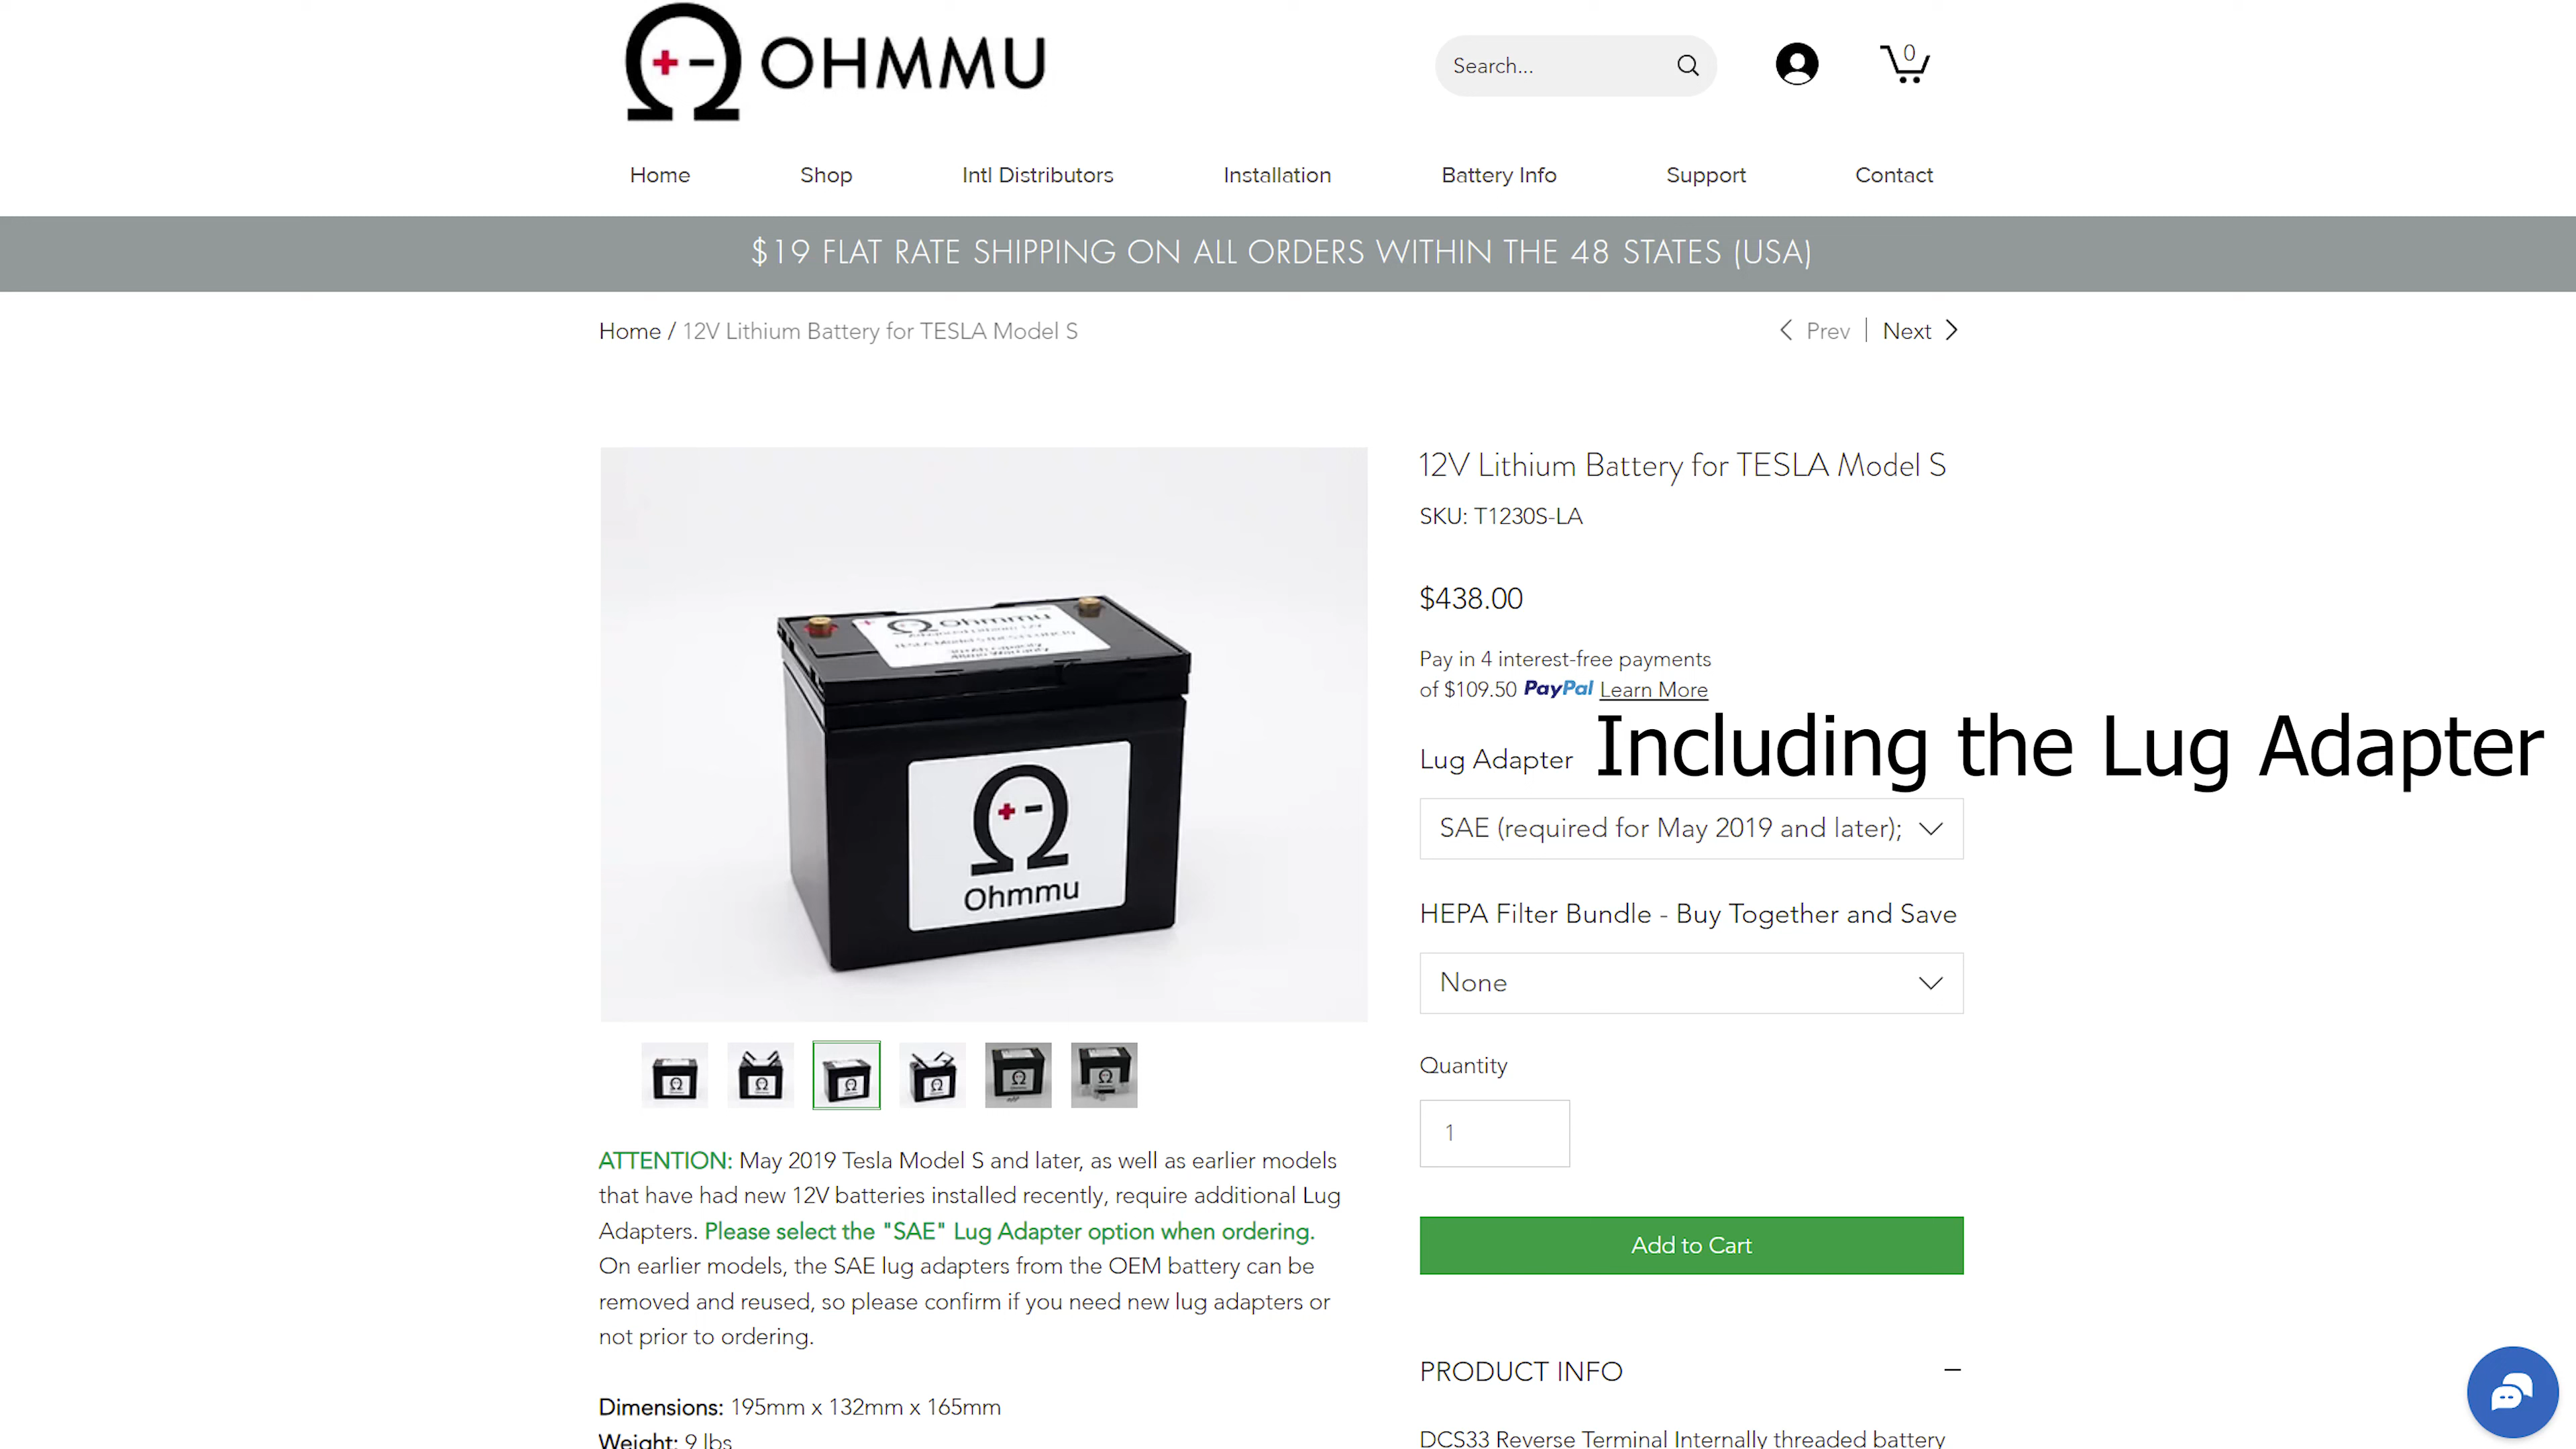 OHMMU
Search...
0
Home
Shop
Intl Distributors
Installation
Battery Info
Support
Contact
$19 FLAT RATE SHIPPING ON ALL ORDERS WITHIN THE 48 STATES (USA)
Home / 12V Lithium Battery for TESLA Model S
Prev
Next
ohmmu
Advanced Lithium 12V
Ohmmu
12V Lithium Battery for TESLA Model S
SKU: T1230S-LA
$438.00
Pay in 4 interest-free payments
of $109.50 PayPal Learn More
Lug Adapter
Including the Lug Adapter
SAE (required for May 2019 and later);
HEPA Filter Bundle - Buy Together and Save
None
Quantity
1
Add to Cart
PRODUCT INFO
DCS33 Reverse Terminal Internally threaded battery
ATTENTION: May 2019 Tesla Model S and later, as well as earlier models
that have had new 12V batteries installed recently, require additional Lug
Adapters. Please select the "SAE" Lug Adapter option when ordering.
On earlier models, the SAE lug adapters from the OEM battery can be
removed and reused, so please confirm if you need new lug adapters or
not prior to ordering.
Dimensions: 195mm x 132mm x 165mm
Weight: 9 lbs